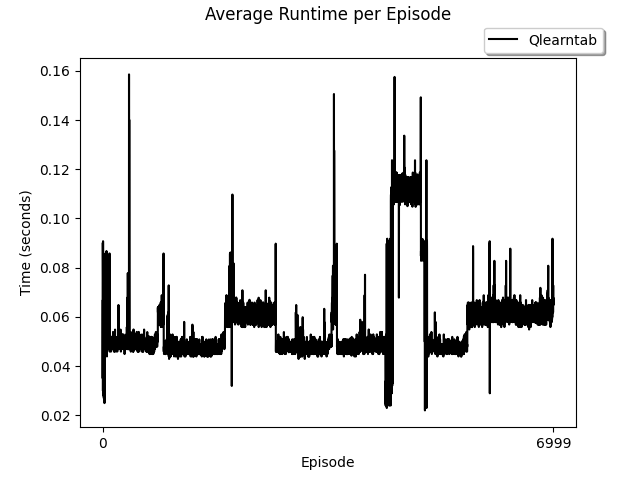 Average Runtime per Episode
Qlearntab
0.16
0.14
0.12
0.10
0.08
0.06
0.04
0.02
Time (seconds)
0
6999
Episode